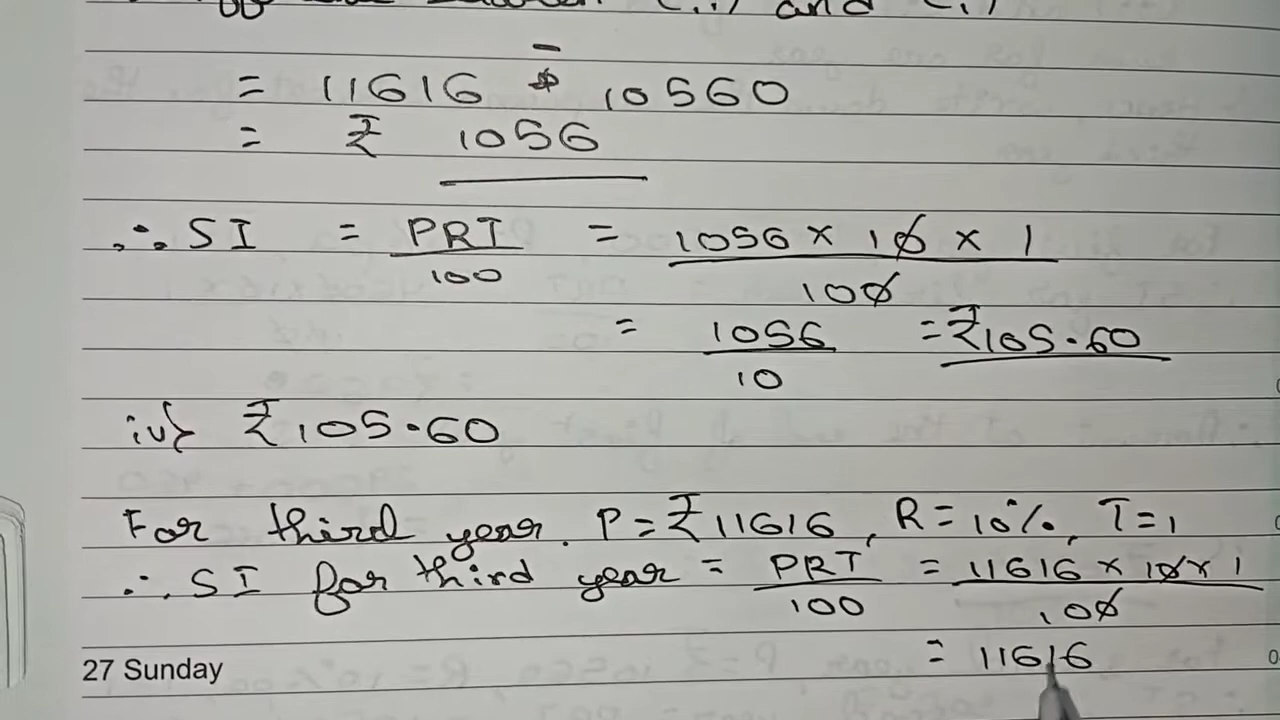 and
= 11616 - 10560
= ₹ 1056
∴ SI = PRT/100 = 1056 × 10 × 1/100
= 1056/10 = ₹105.60
iv) ₹105.60
For third year. P = ₹11616, R = 10%, T = 1
∴ SI for third year = PRT/100 = 11616 × 10 × 1/100
= 11616
27 Sunday